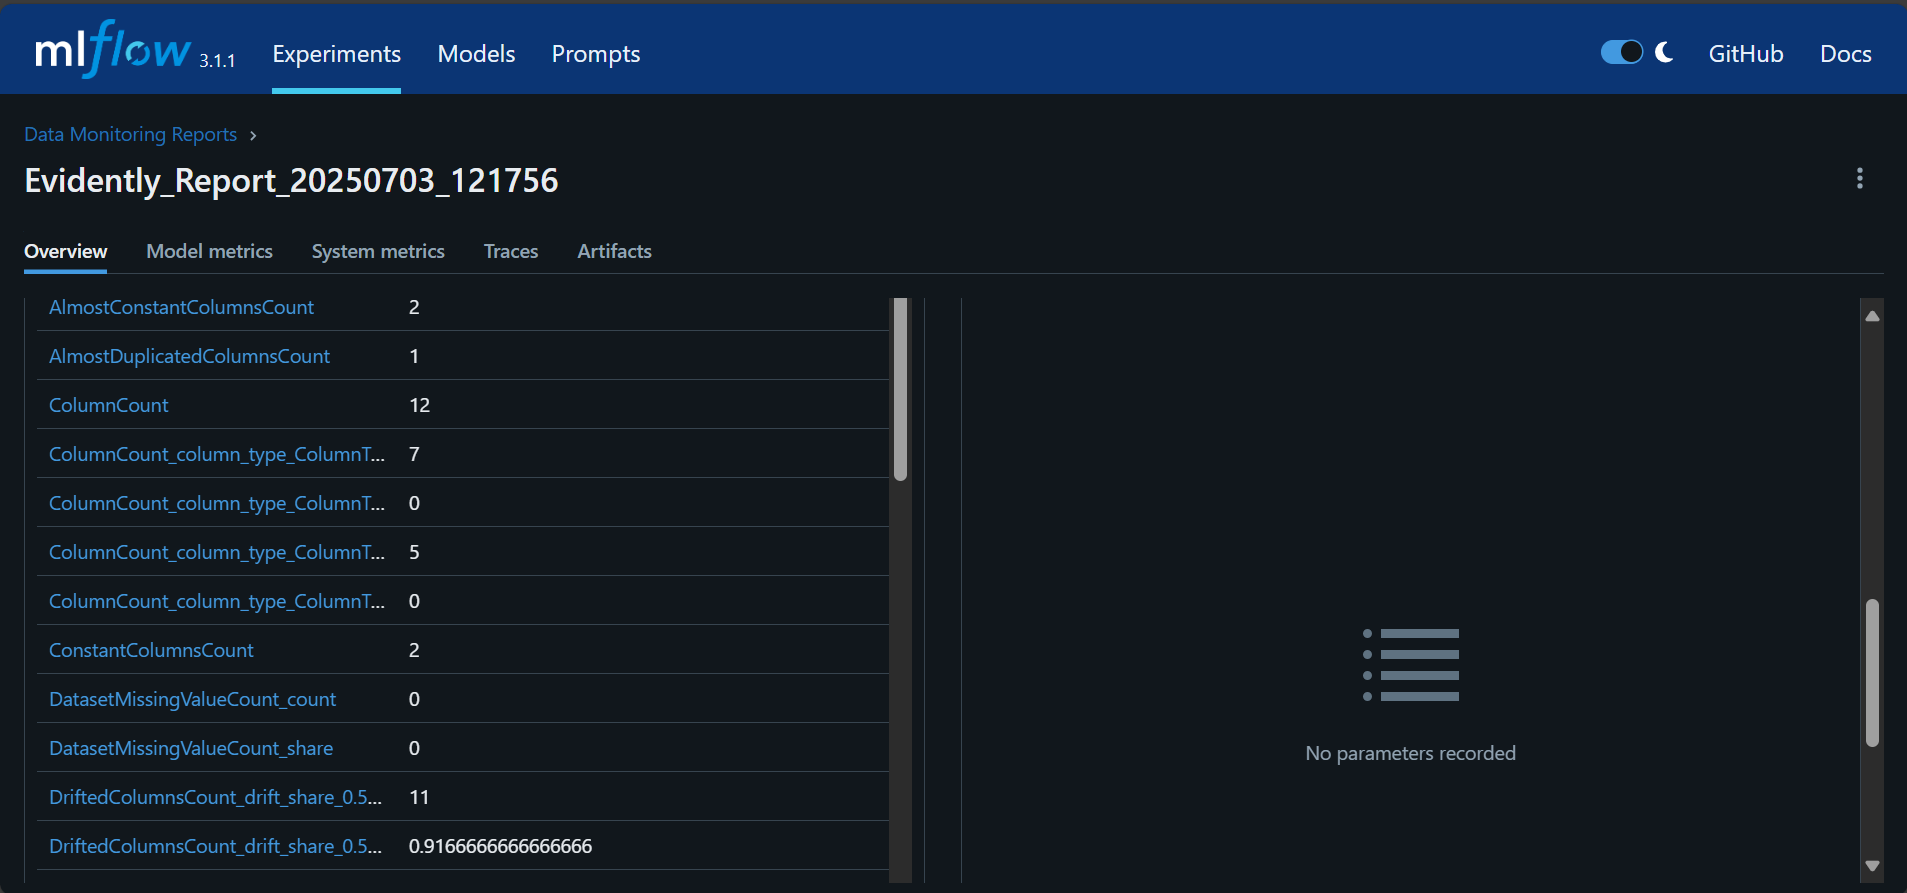 mlflow 3.1.1 Experiments Models Prompts GitHub Docs
Data Monitoring Reports
Evidently_Report_20250703_121756
Overview Model metrics System metrics Traces Artifacts
AlmostConstantColumnsCount 2
AlmostDuplicatedColumnsCount 1
ColumnCount 12
ColumnCount_column_type_ColumnT... 7
ColumnCount_column_type_ColumnT... 0
ColumnCount_column_type_ColumnT... 5
ColumnCount_column_type_ColumnT... 0
ConstantColumnsCount 2
DatasetMissingValueCount_count 0
DatasetMissingValueCount_share 0
DriftedColumnsCount_drift_share_0.5... 11
DriftedColumnsCount_drift_share_0.5... 0.9166666666666666
No parameters recorded